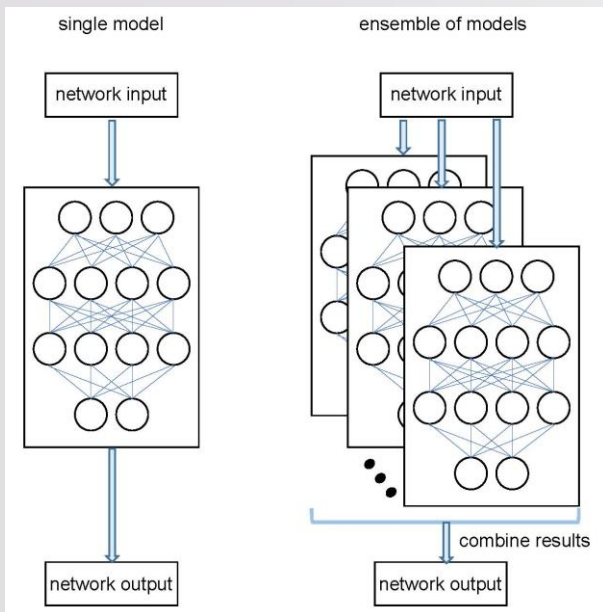 single model
ensemble of models
network input
network input
combine results
network output
network output